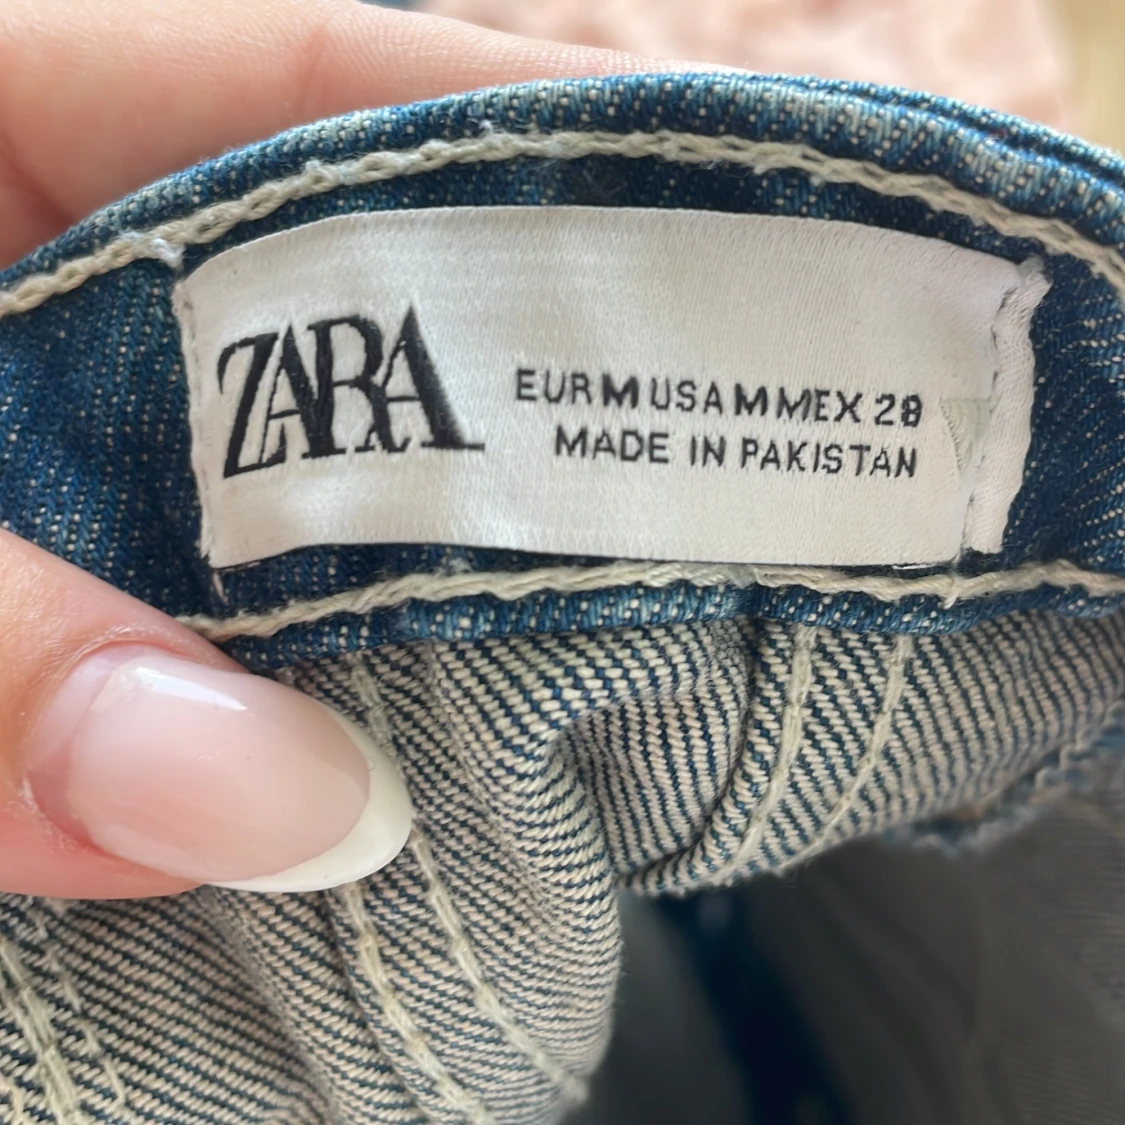 ZARA
EUR M USA M MEX 28
MADE IN PAKISTAN